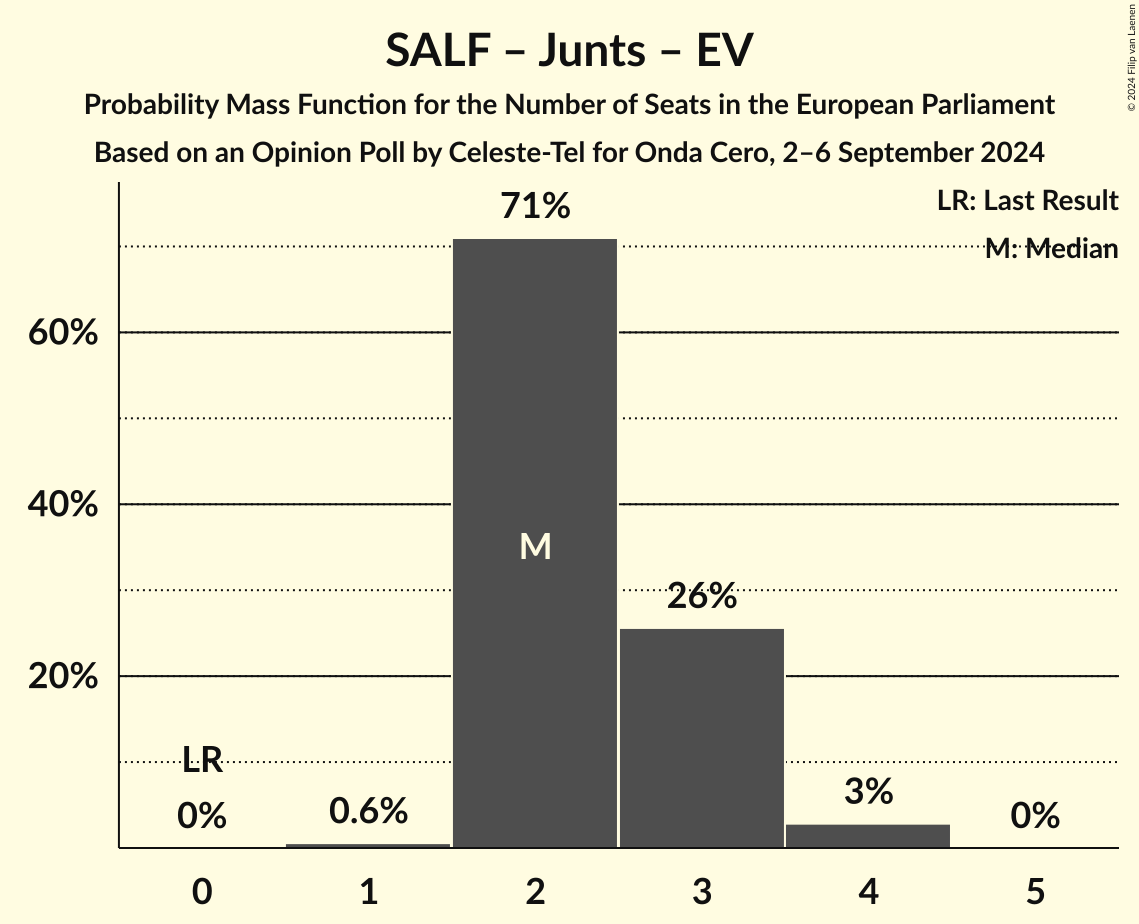 SALF – Junts – EV
Probability Mass Function for the Number of Seats in the European Parliament
Based on an Opinion Poll by Celeste-Tel for Onda Cero, 2–6 September 2024
© 2024 Filip van Laenen
LR: Last Result
M: Median
71%
60%
40%
M
26%
20%
LR
0%
0.6%
3%
0%
0 1 2 3 4 5